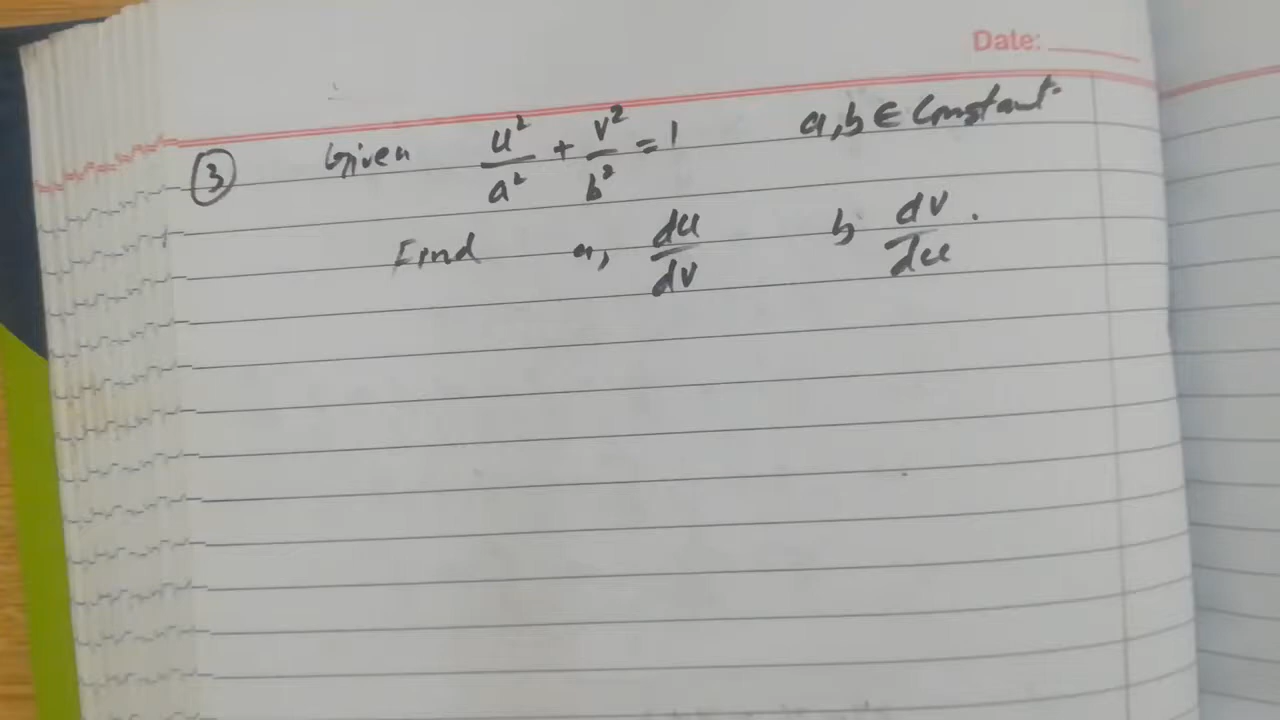 Date:
③ Given u²/a² + v²/b² = 1 a,b ∈ Constant
Find a, du/dv b, dv/du.